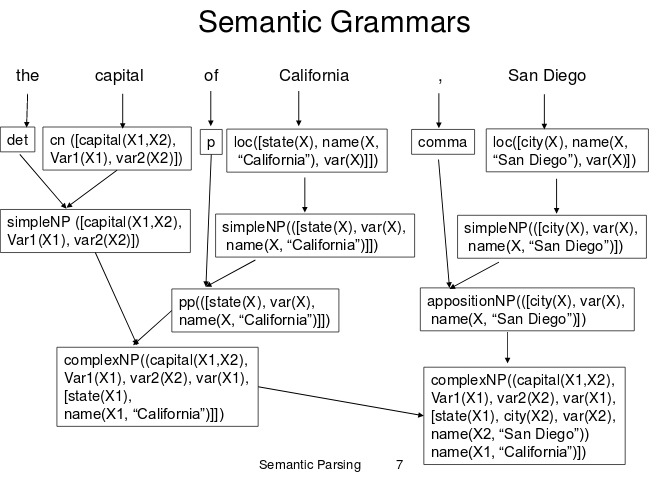 Semantic Grammars
the capital of California , San Diego
det
cn ([capital(X1,X2),
Var1(X1), var2(X2)])
p
loc([state(X), name(X,
“California”), var(X)]])
comma
loc([city(X), name(X,
“San Diego”), var(X)])
simpleNP ([capital(X1,X2),
Var1(X1), var2(X2)])
simpleNP(([state(X), var(X),
name(X, “California”)]])
simpleNP(([city(X), var(X),
name(X, “San Diego”)])
pp(([state(X), var(X),
name(X, “California”)]])
appositionNP(([city(X), var(X),
name(X, “San Diego”)])
complexNP((capital(X1,X2),
Var1(X1), var2(X2), var(X1),
[state(X1),
name(X1, “California”)]])
complexNP((capital(X1,X2),
Var1(X1), var2(X2), var(X1),
[state(X1), city(X2), var(X2),
name(X2, “San Diego”))
name(X1, “California”)])
Semantic Parsing 7